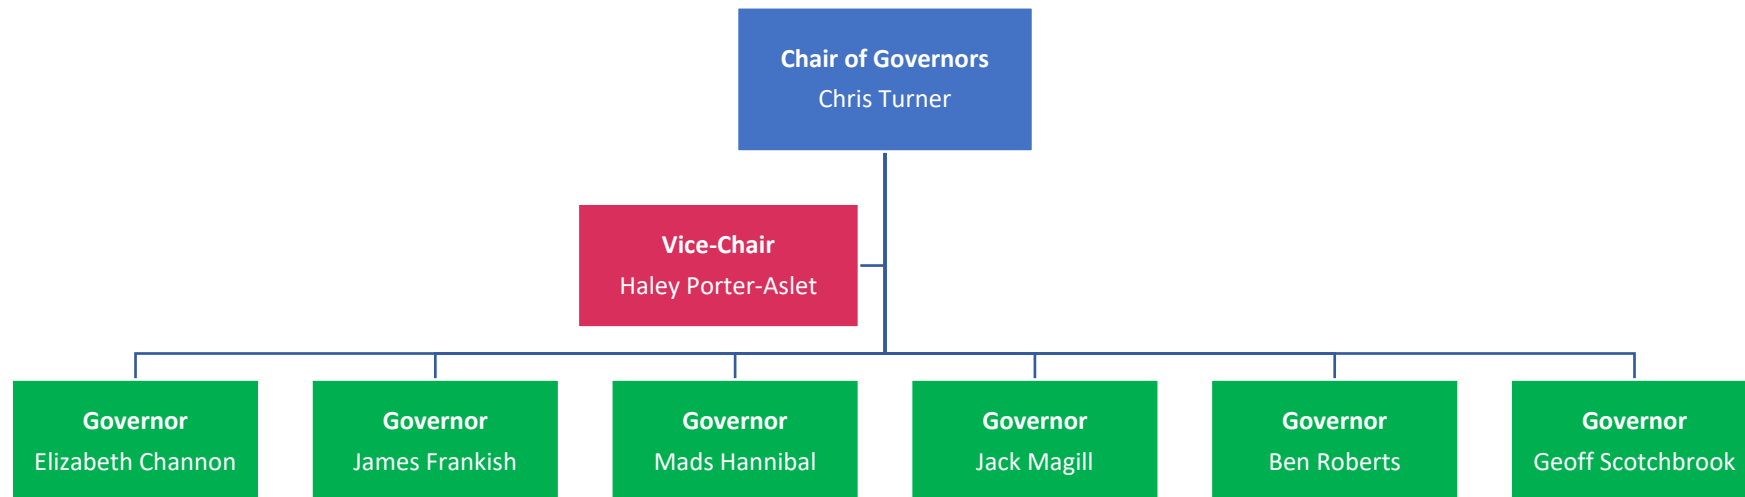 Chair of Governors
Chris Turner
Vice-Chair
Haley Porter-Aslet
Governor
Elizabeth Channon
Governor
James Frankish
Governor
Mads Hannibal
Governor
Jack Magill
Governor
Ben Roberts
Governor
Geoff Scotchbrook